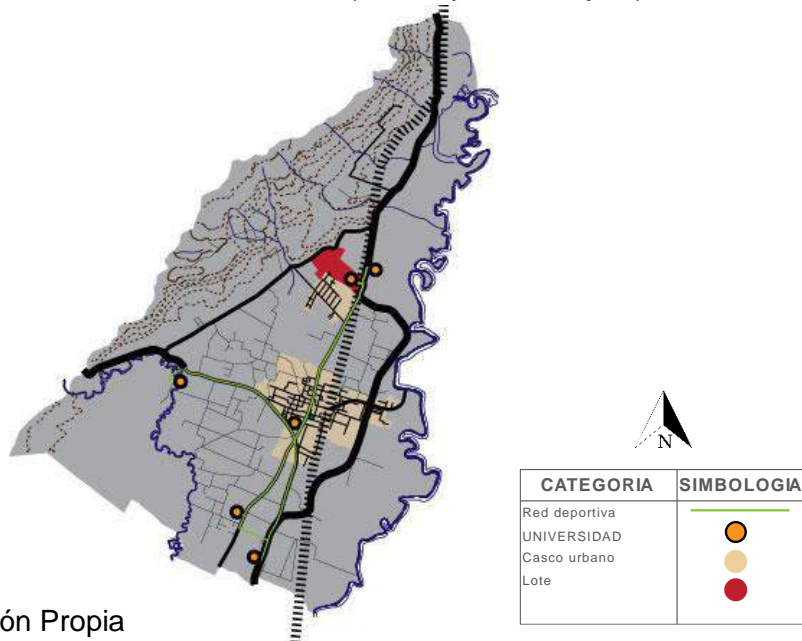 N
CATEGORIA SIMBOLOGIA
Red deportiva
UNIVERSIDAD
Casco urbano
Lote
ón Propia